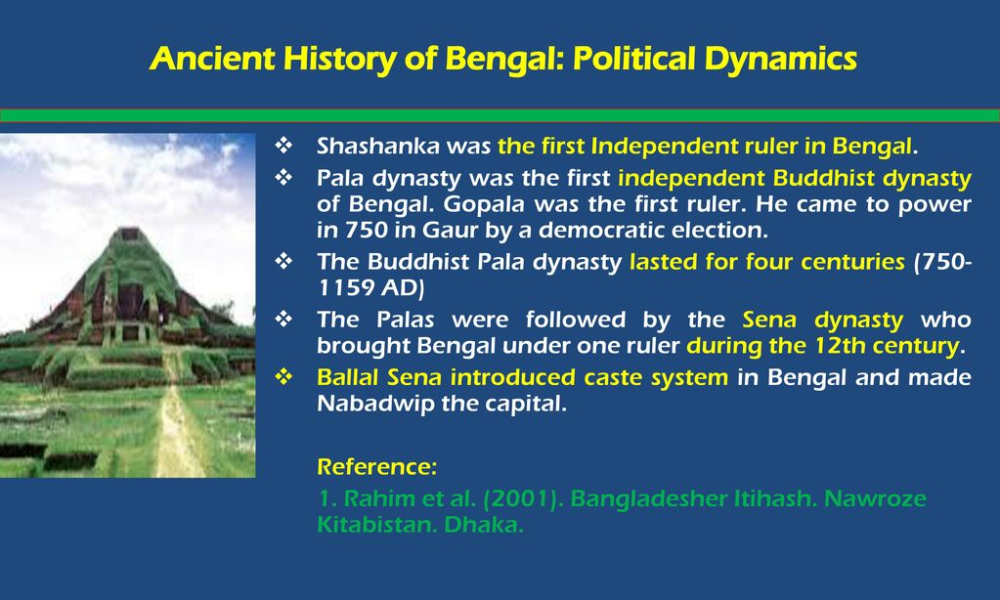 Ancient History of Bengal: Political Dynamics
❖ Shashanka was the first Independent ruler in Bengal.
❖ Pala dynasty was the first independent Buddhist dynasty
of Bengal. Gopala was the first ruler. He came to power
in 750 in Gaur by a democratic election.
❖ The Buddhist Pala dynasty lasted for four centuries (750-
1159 AD)
❖ The Palas were followed by the Sena dynasty who
brought Bengal under one ruler during the 12th century.
❖ Ballal Sena introduced caste system in Bengal and made
Nabadwip the capital.
Reference:
1. Rahim et al. (2001). Bangladesher Itihash. Nawroze
Kitabistan. Dhaka.